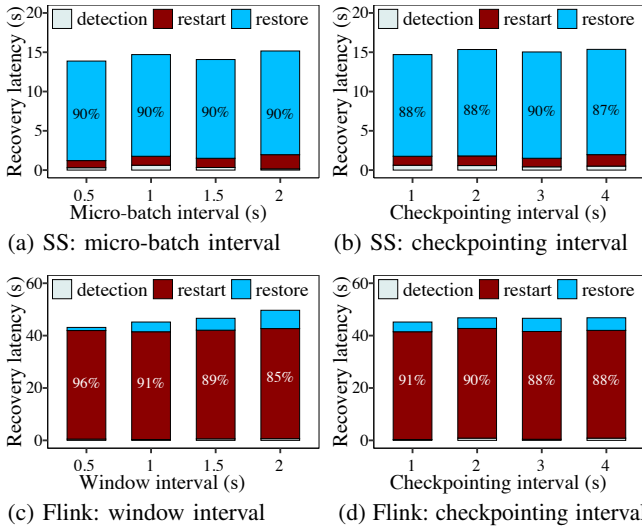 detection restart restore
Recovery latency (s)
20
15
10
5
0
90% 90% 90% 90%
0.5 1 1.5 2
Micro-batch interval (s)
(a) SS: micro-batch interval
detection restart restore
Recovery latency (s)
20
15
10
5
0
88% 88% 90% 87%
1 2 3 4
Checkpointing interval (s)
(b) SS: checkpointing interval
detection restart restore
Recovery latency (s)
60
40
20
0
96% 91% 89% 85%
0.5 1 1.5 2
Window interval (s)
(c) Flink: window interval
detection restart restore
Recovery latency (s)
60
40
20
0
91% 90% 88% 88%
1 2 3 4
Checkpointing interval (s)
(d) Flink: checkpointing interval